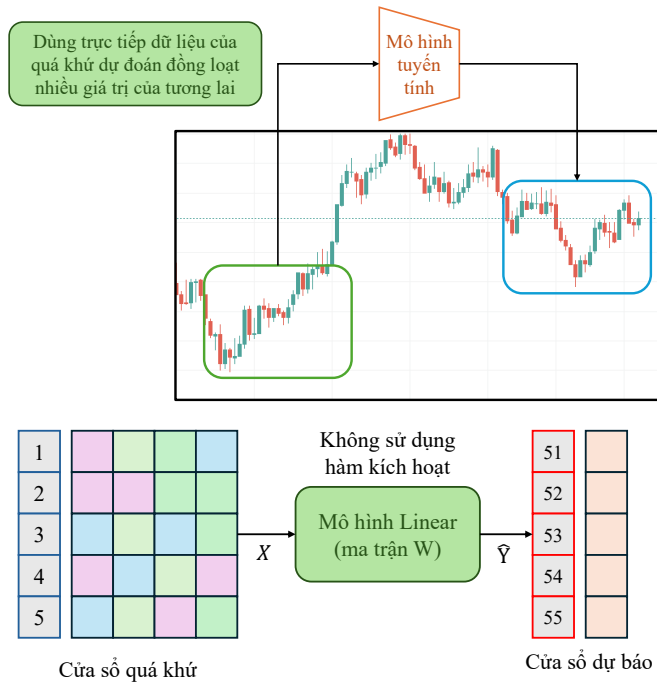 Dùng trực tiếp dữ liệu của
quá khứ dự đoán đồng loạt
nhiều giá trị của tương lai
Mô hình
tuyến
tính
1
2
3
4
5
X
Không sử dụng
hàm kích hoạt
Mô hình Linear
(ma trận W)
Ŷ
51
52
53
54
55
Cửa sổ quá khứ
Cửa sổ dự báo